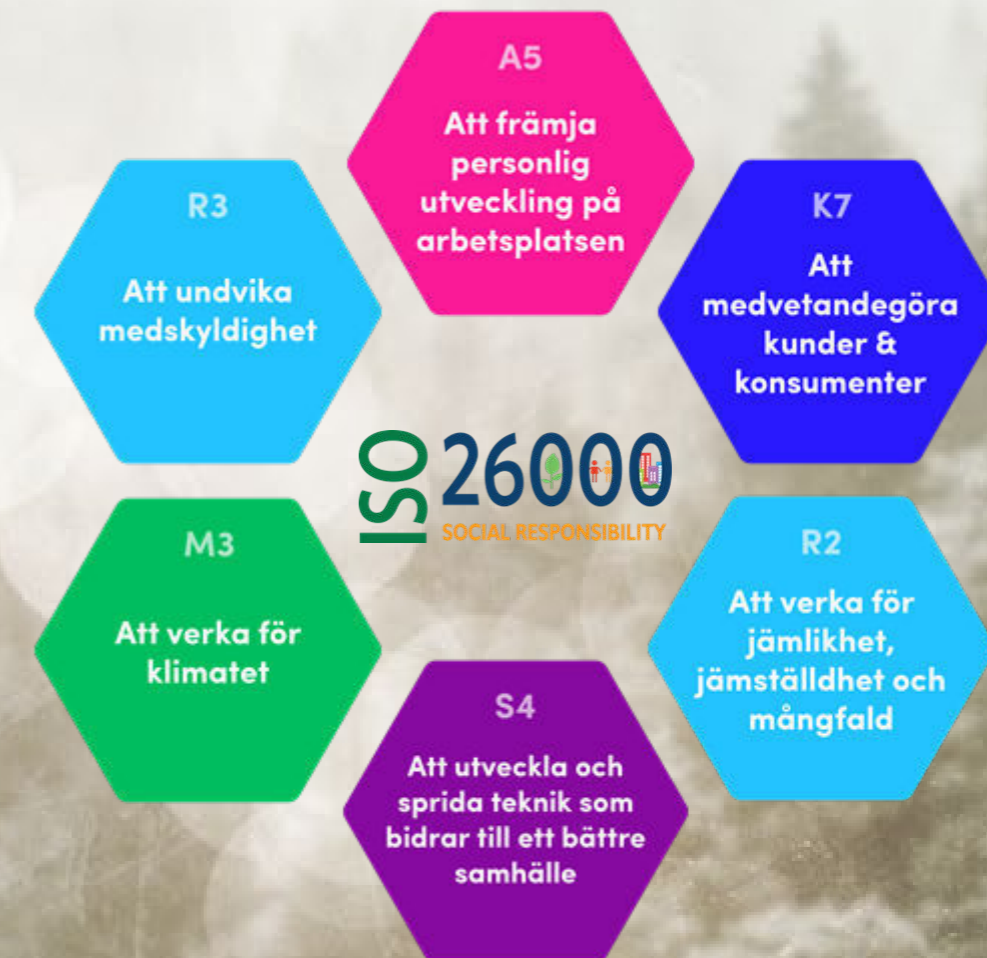 A5
Att främja
personlig
utveckling på
arbetsplatsen
R3
Att undvika
medskyldighet
K7
Att
medvetandegöra
kunder &
konsumenter
ISO 26000
SOCIAL RESPONSIBILITY
M3
Att verka för
klimatet
R2
Att verka för
jämlikhet,
jämställdhet och
mångfald
S4
Att utveckla och
sprida teknik som
bidrar till ett bättre
samhälle